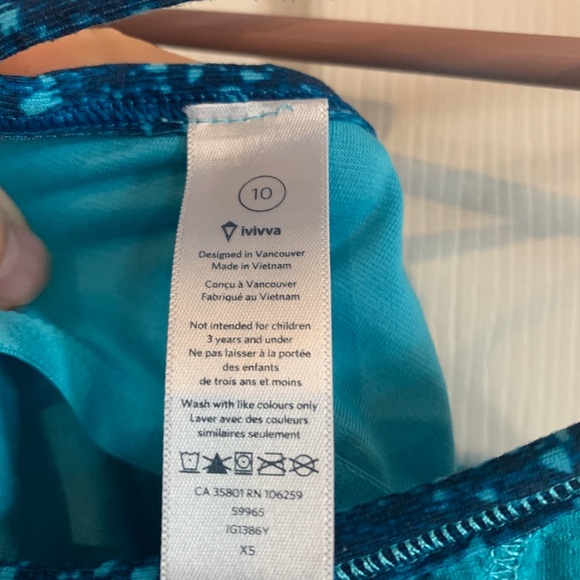 10
ivivva
Designed in Vancouver
Made in Vietnam
Conçu à Vancouver
Fabriqué au Vietnam
Not intended for children
3 years and under
Ne pas laisser à la portée
des enfants
de trois ans et moins
Wash with like colours only
Laver avec des couleurs
similaires seulement
CA 35801 RN 106259
59965
IG1386Y
XS